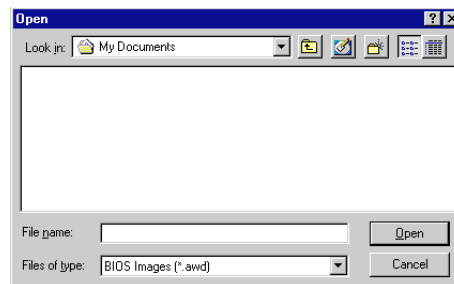 Open
Look in: My Documents
File name: Open
Files of type: BIOS Images (*.awd) Cancel